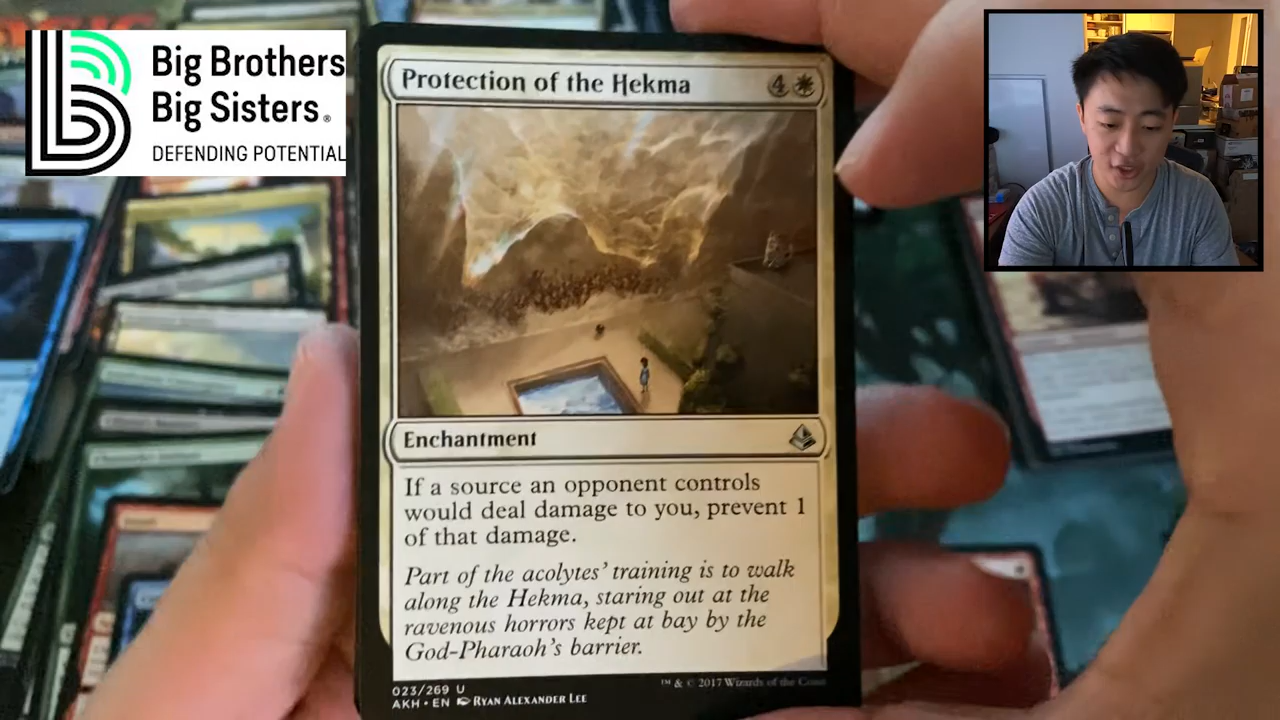 Big Brothers
Big Sisters®
DEFENDING POTENTIAL
Protection of the Hekma 4
Enchantment
If a source an opponent controls
would deal damage to you, prevent 1
of that damage.
Part of the acolytes' training is to walk
along the Hekma, staring out at the
ravenous horrors kept at bay by the
God-Pharaoh's barrier.
023/269 U
AKH • EN RYAN ALEXANDER LEE
™ & © 2017 Wizards of the Coast